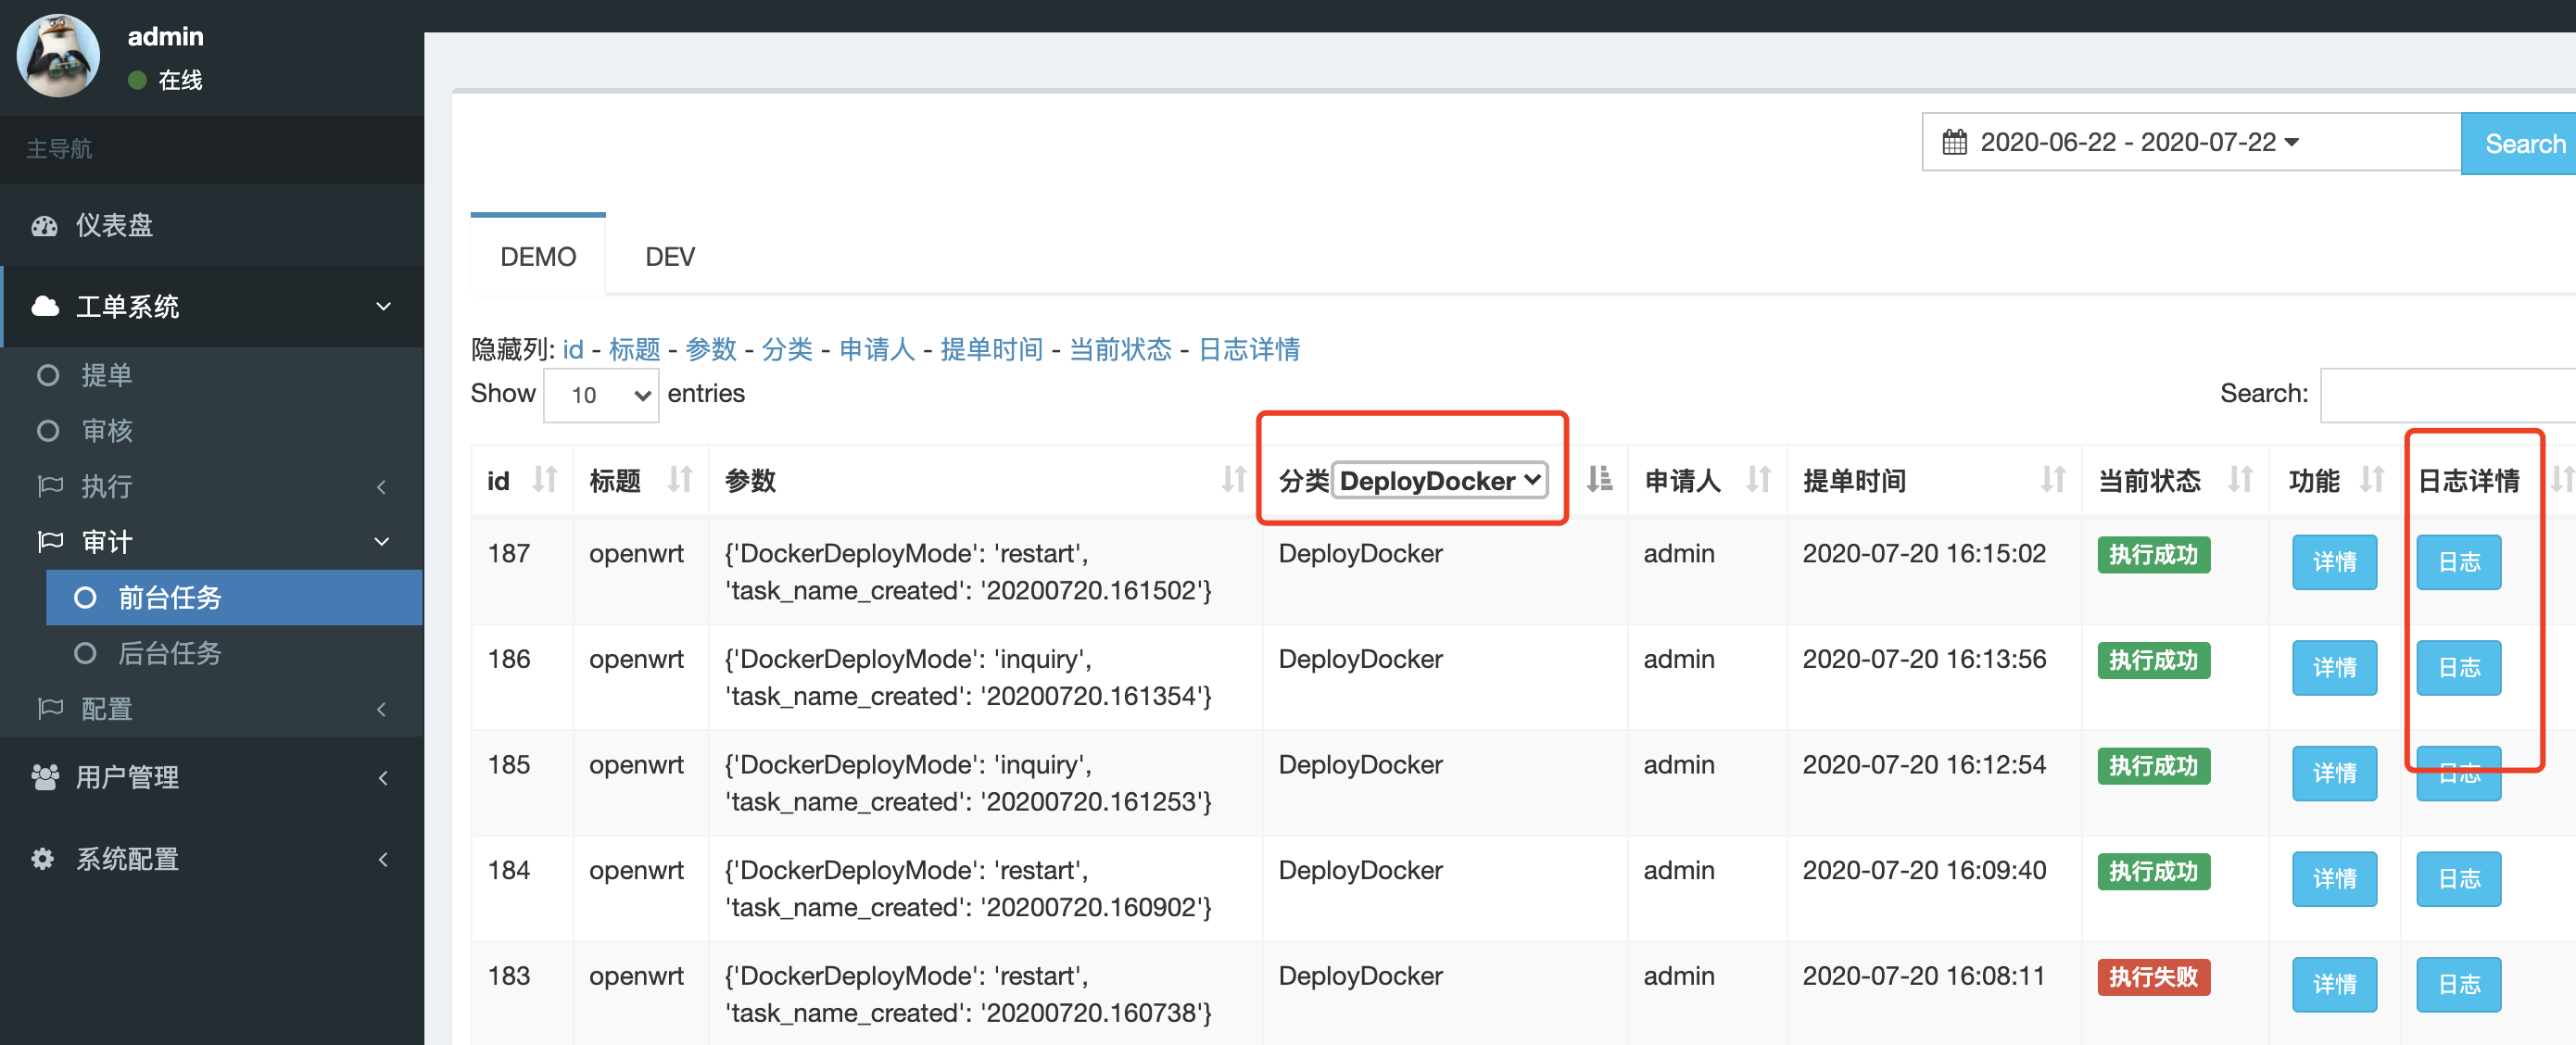 admin
在线
主导航
仪表盘
工单系统
提单
审核
执行
审计
前台任务
后台任务
配置
用户管理
系统配置
2020-06-22 - 2020-07-22
Search
DEMO
DEV
隐藏列: id - 标题 - 参数 - 分类 - 申请人 - 提单时间 - 当前状态 - 日志详情
Show 10 entries
Search:
id 标题 参数 分类 DeployDocker 申请人 提单时间 当前状态 功能 日志详情
187 openwrt {'DockerDeployMode': 'restart', DeployDocker admin 2020-07-20 16:15:02 执行成功 详情 日志
'task_name_created': '20200720.161502'}
186 openwrt {'DockerDeployMode': 'inquiry', DeployDocker admin 2020-07-20 16:13:56 执行成功 详情 日志
'task_name_created': '20200720.161354'}
185 openwrt {'DockerDeployMode': 'inquiry', DeployDocker admin 2020-07-20 16:12:54 执行成功 详情 日志
'task_name_created': '20200720.161253'}
184 openwrt {'DockerDeployMode': 'restart', DeployDocker admin 2020-07-20 16:09:40 执行成功 详情 日志
'task_name_created': '20200720.160902'}
183 openwrt {'DockerDeployMode': 'restart', DeployDocker admin 2020-07-20 16:08:11 执行失败 详情 日志
'task_name_created': '20200720.160738'}